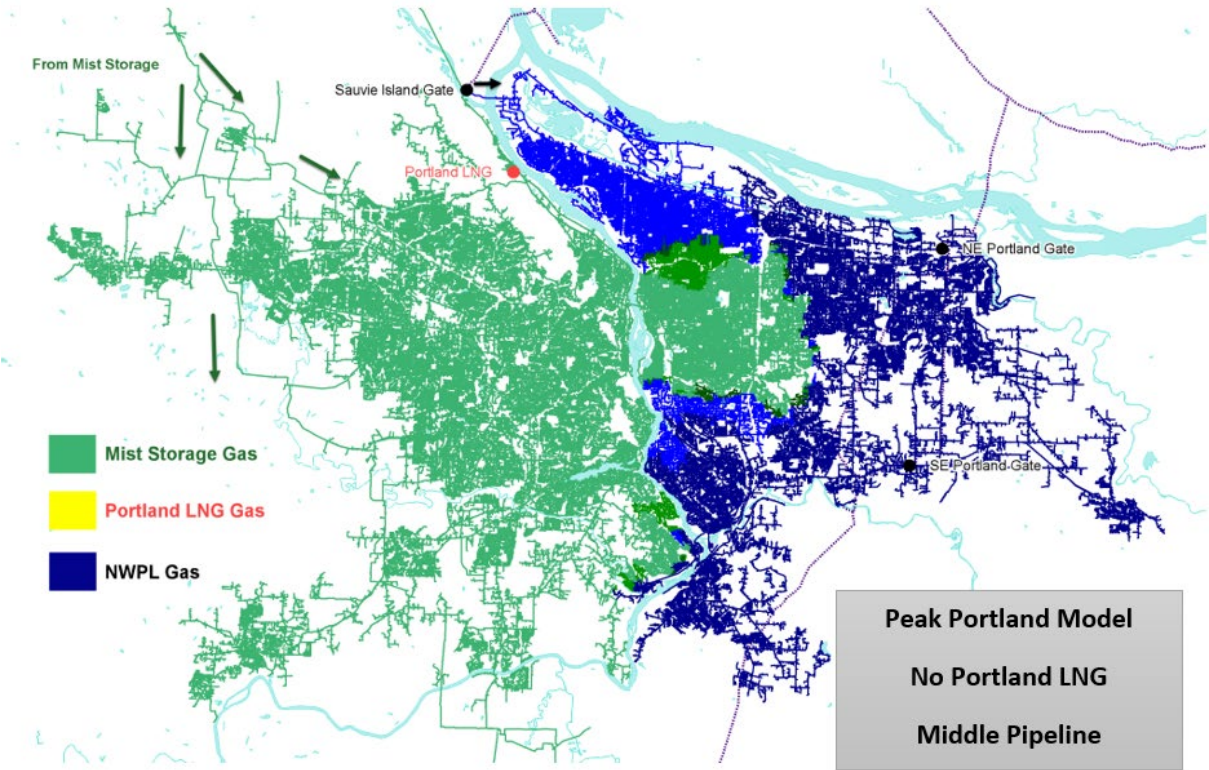 From Mist Storage
Sauvie Island Gate
Portland LNG
NE Portland Gate
SE Portland Gate
Mist Storage Gas
Portland LNG Gas
NWPL Gas
Peak Portland Model
No Portland LNG
Middle Pipeline